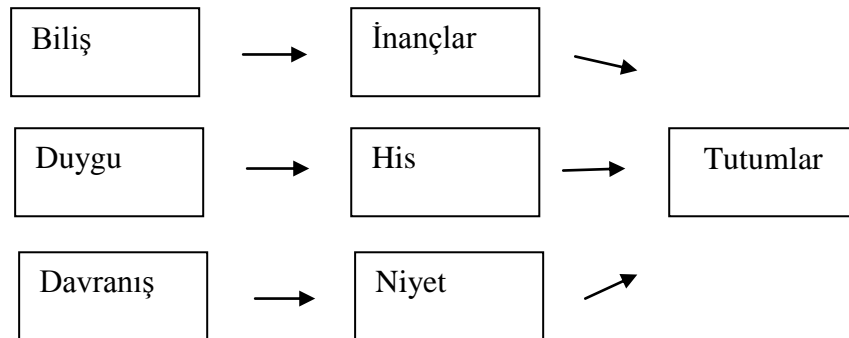 Biliş
İnançlar
Duygu
His
Tutumlar
Davranış
Niyet